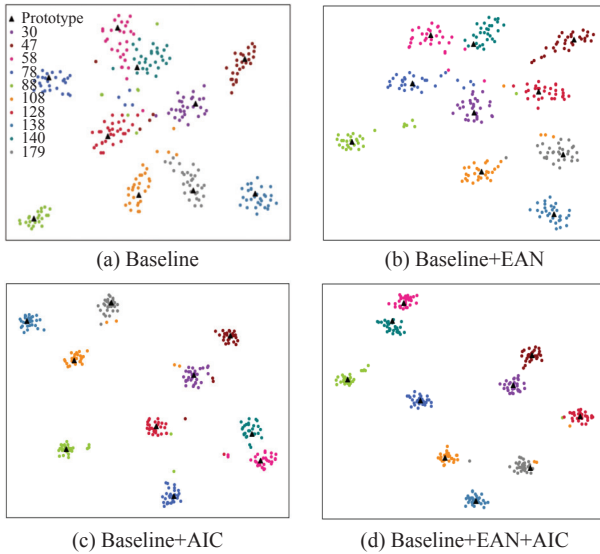 Prototype
30
47
58
78
88
108
128
138
140
179
(a) Baseline
(b) Baseline+EAN
(c) Baseline+AIC
(d) Baseline+EAN+AIC